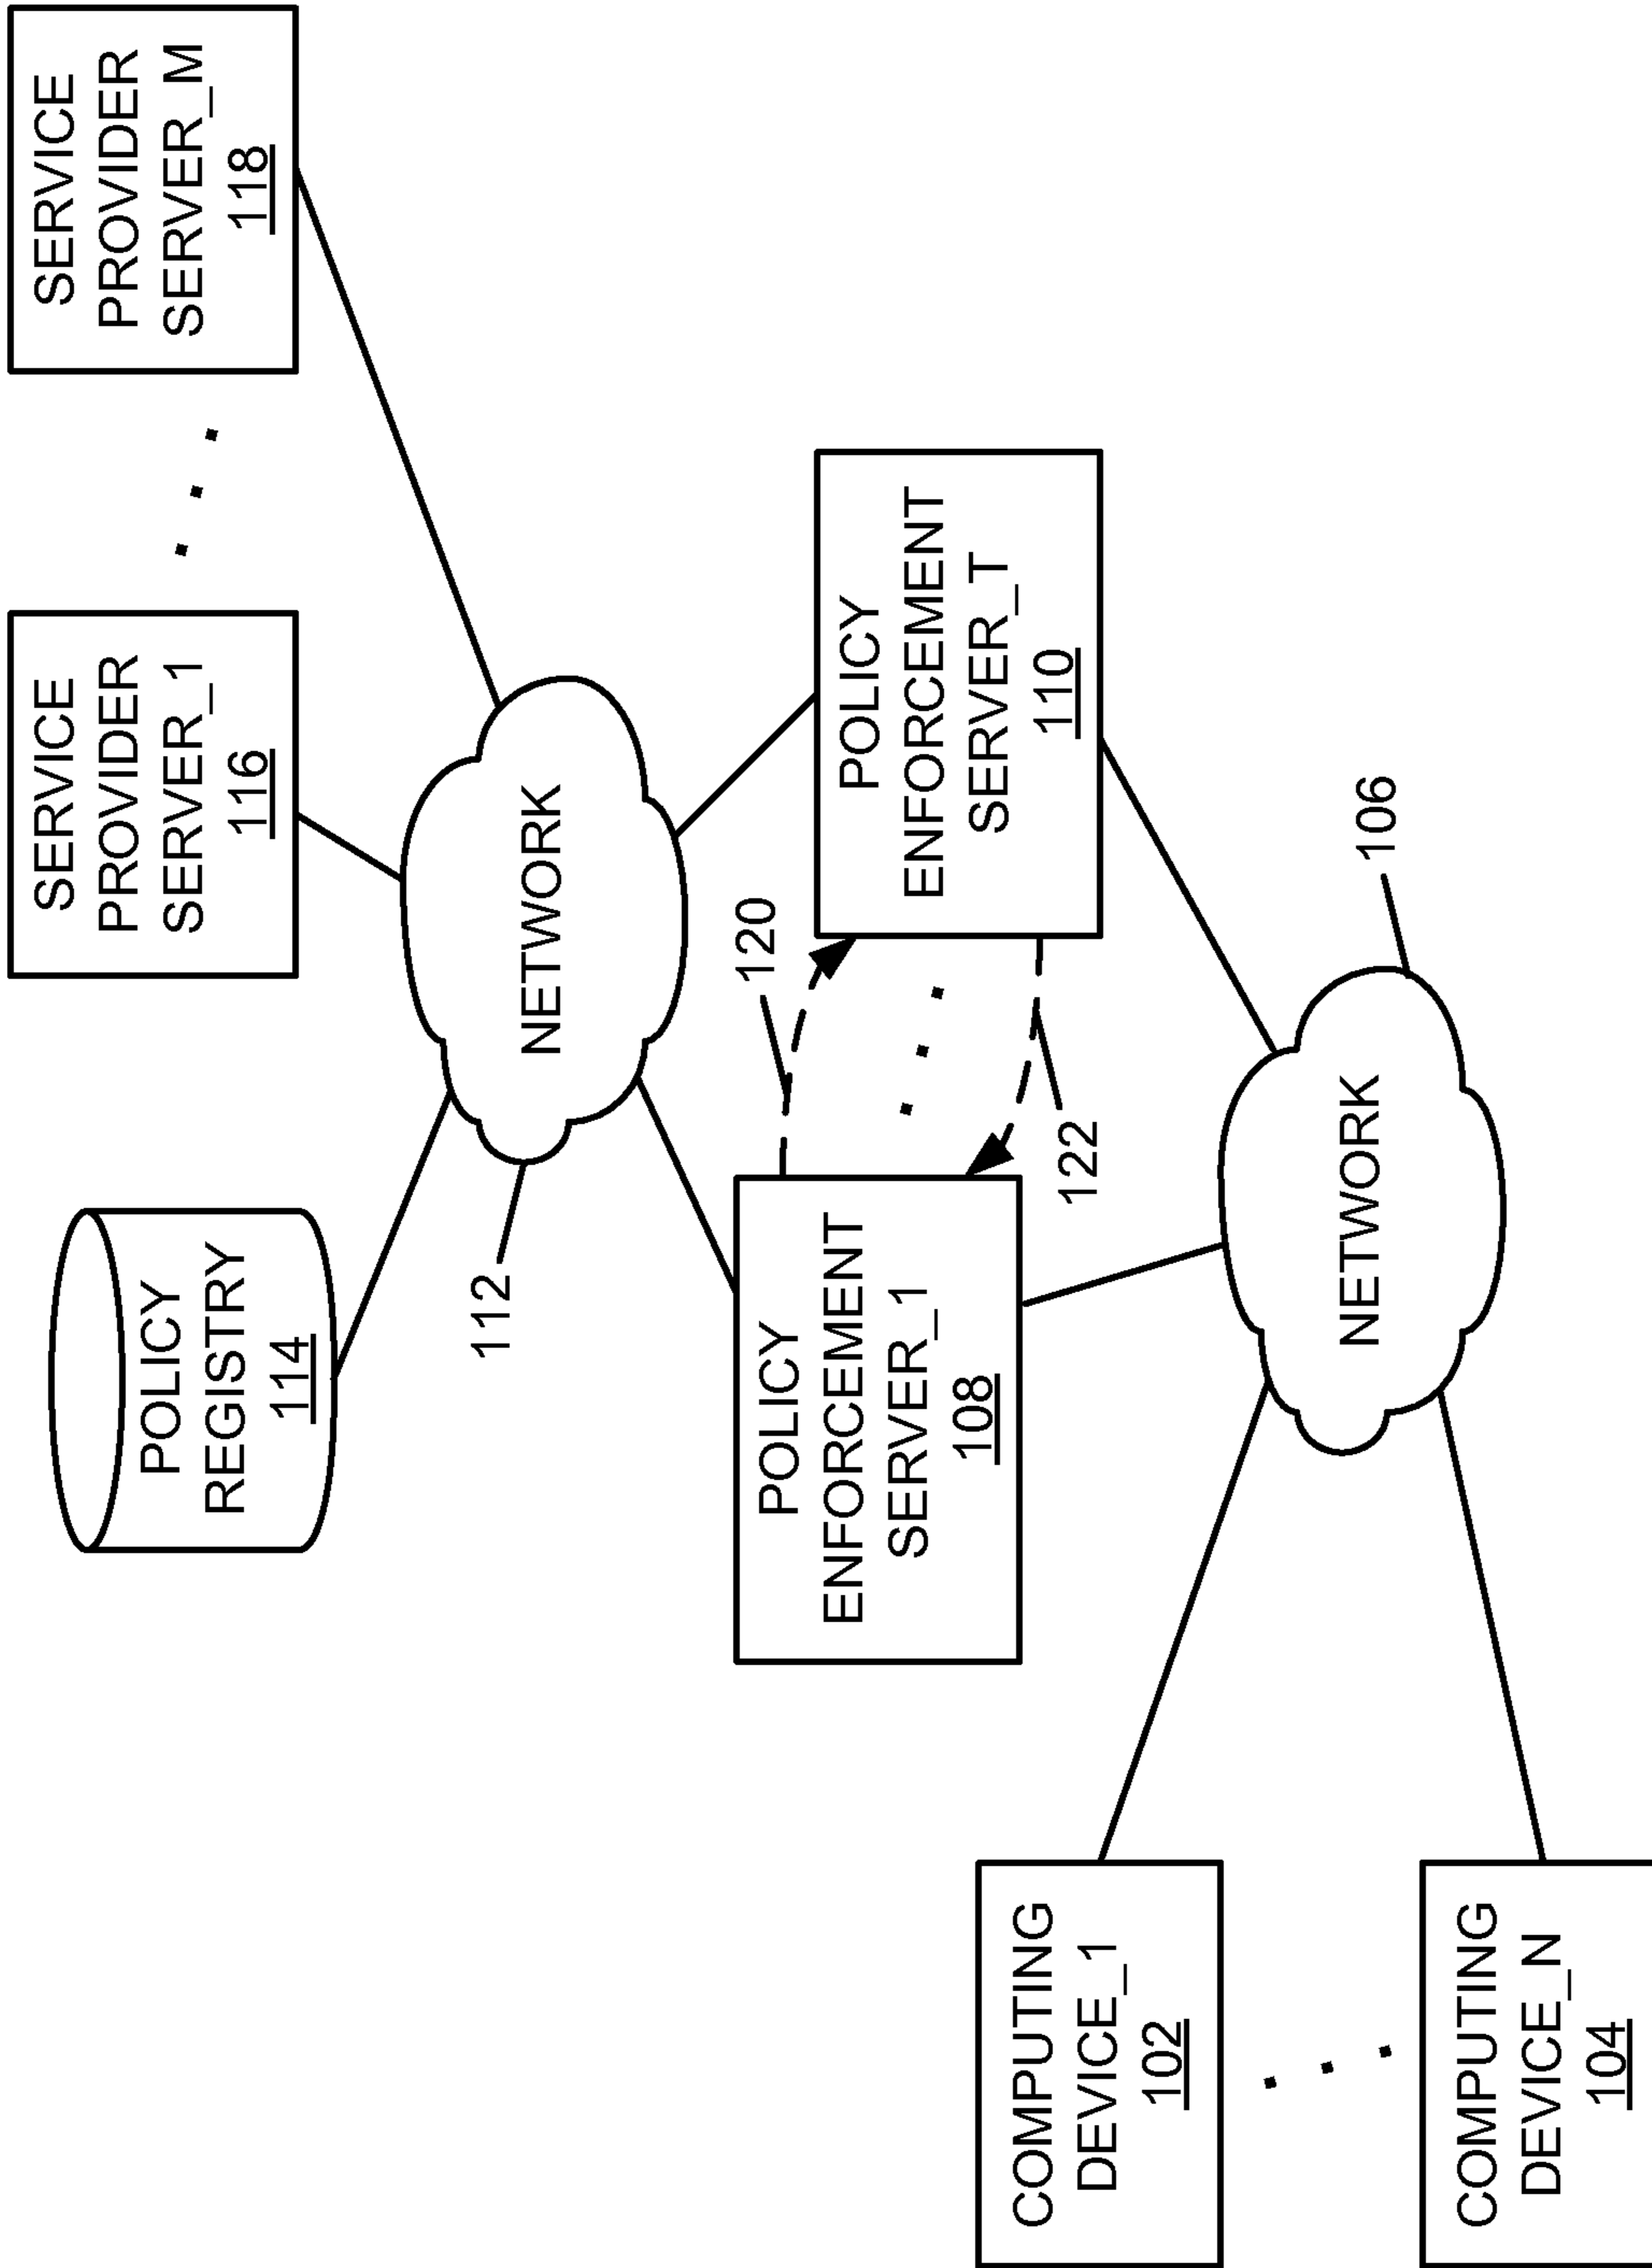 POLICY
REGISTRY
114
SERVICE
PROVIDER
SERVER_1
116
SERVICE
PROVIDER
SERVER_M
118
112
NETWORK
120
POLICY
ENFORCEMENT
SERVER_1
108
POLICY
ENFORCEMENT
SERVER_T
110
122
COMPUTING
DEVICE_1
102
NETWORK
106
COMPUTING
DEVICE_N
104